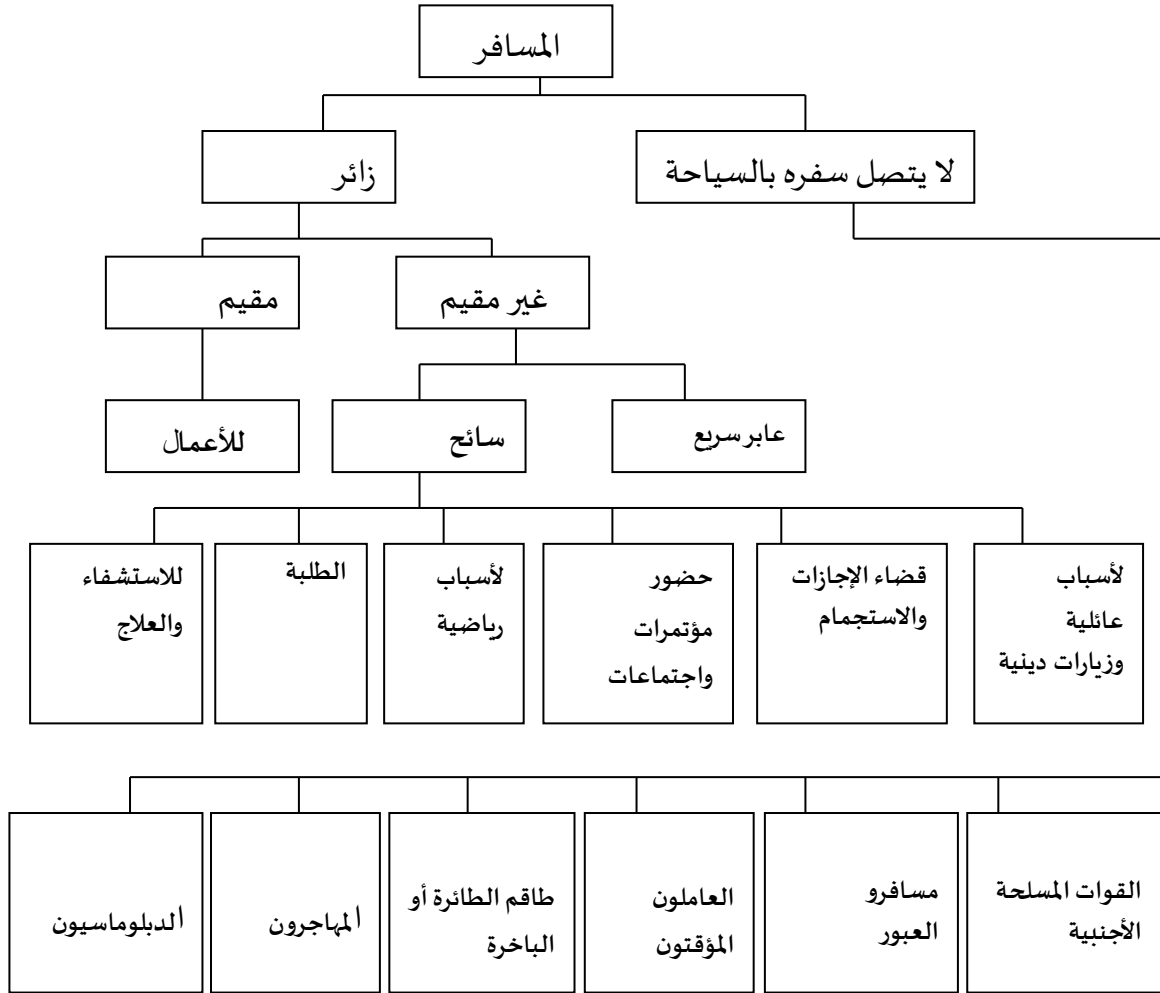 المسافر
لا يتصل سفره بالسياحة
زائر
غير مقيم
مقيم
عابر سريع
سائح
للأعمال
لأسباب
عائلية
وزيارات دينية
قضاء الإجازات
والاستجمام
حضور
مؤتمرات
واجتماعات
لأسباب
رياضية
الطلبة
للاستشفاء
والعلاج
القوات المسلحة
الأجنبية
مسافرو
العبور
العاملون
المؤقتون
طاقم الطائرة أو
الباخرة
المهاجرون
الدبلوماسيون